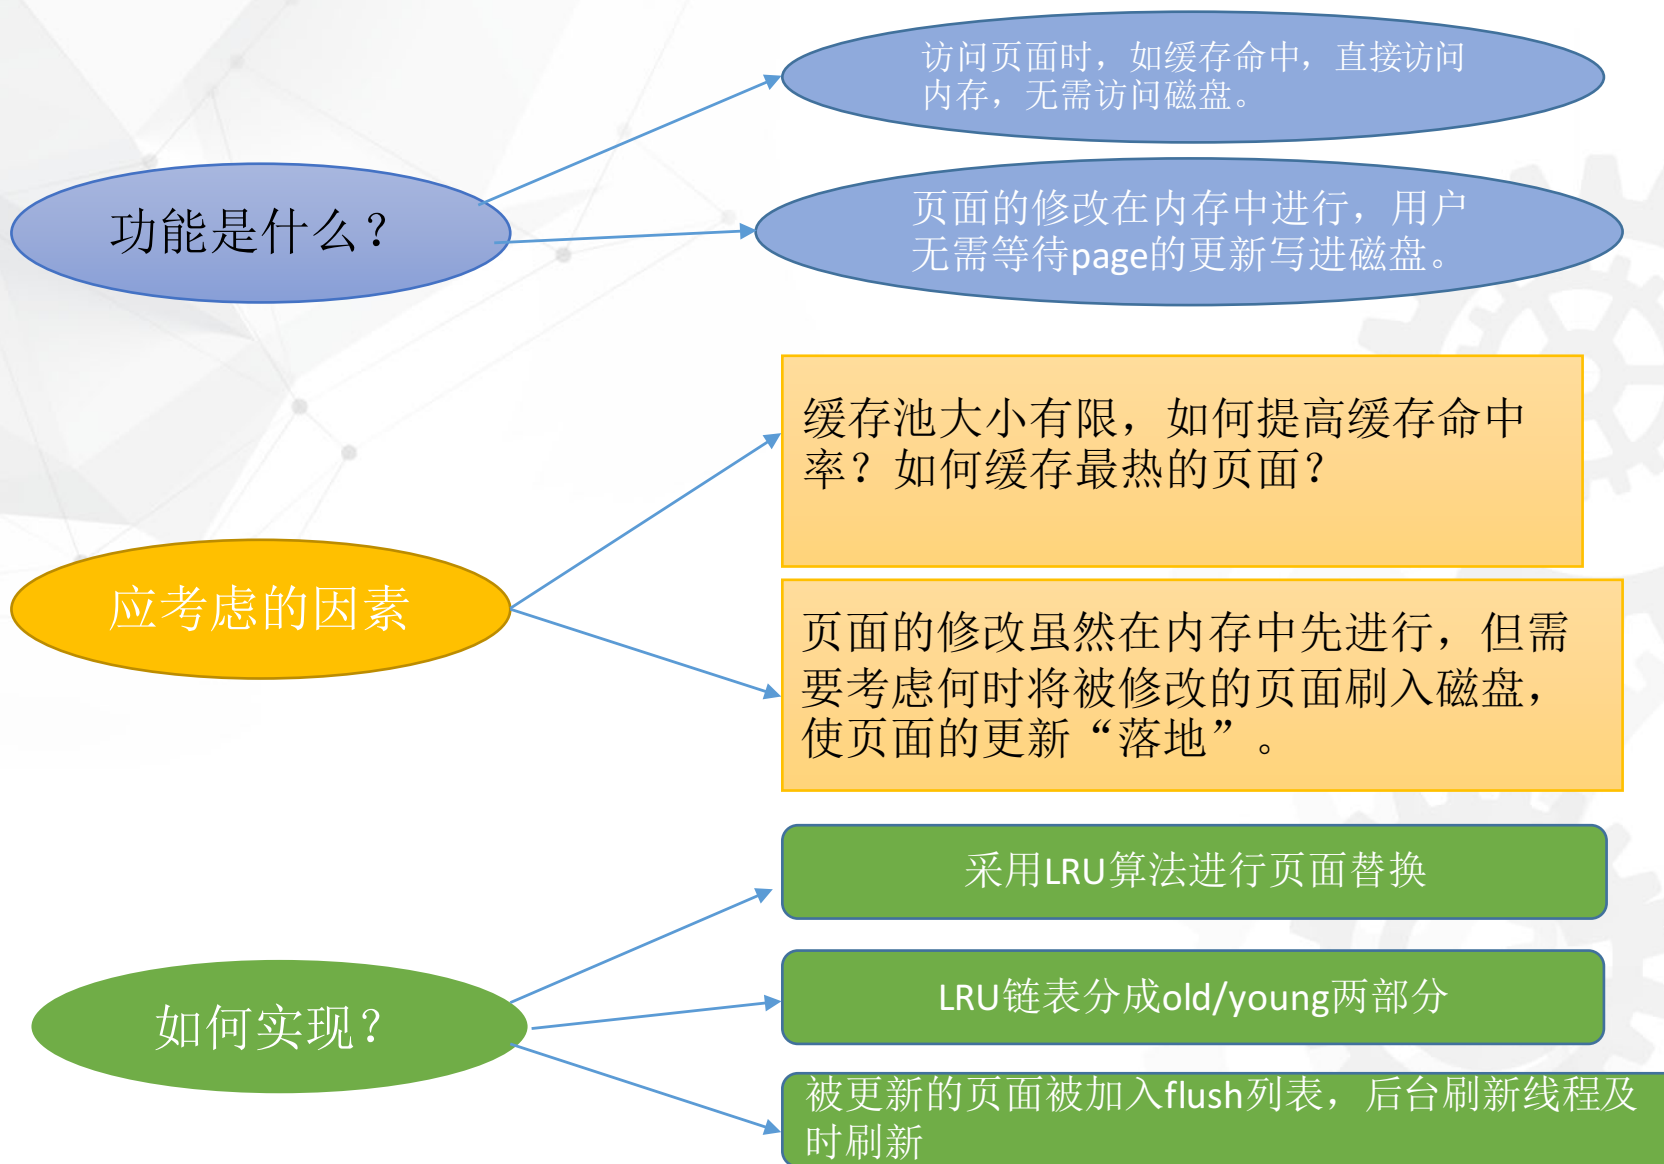 访问页面时，如缓存命中，直接访问
内存，无需访问磁盘。
功能是什么？
页面的修改在内存中进行，用户
无需等待page的更新写进磁盘。
缓存池大小有限，如何提高缓存命中
率？如何缓存最热的页面？
应考虑的因素
页面的修改虽然在内存中先进行，但需
要考虑何时将被修改的页面刷入磁盘，
使页面的更新“落地”。
采用LRU算法进行页面替换
如何实现？
LRU链表分成old/young两部分
被更新的页面被加入flush列表，后台刷新线程及
时刷新